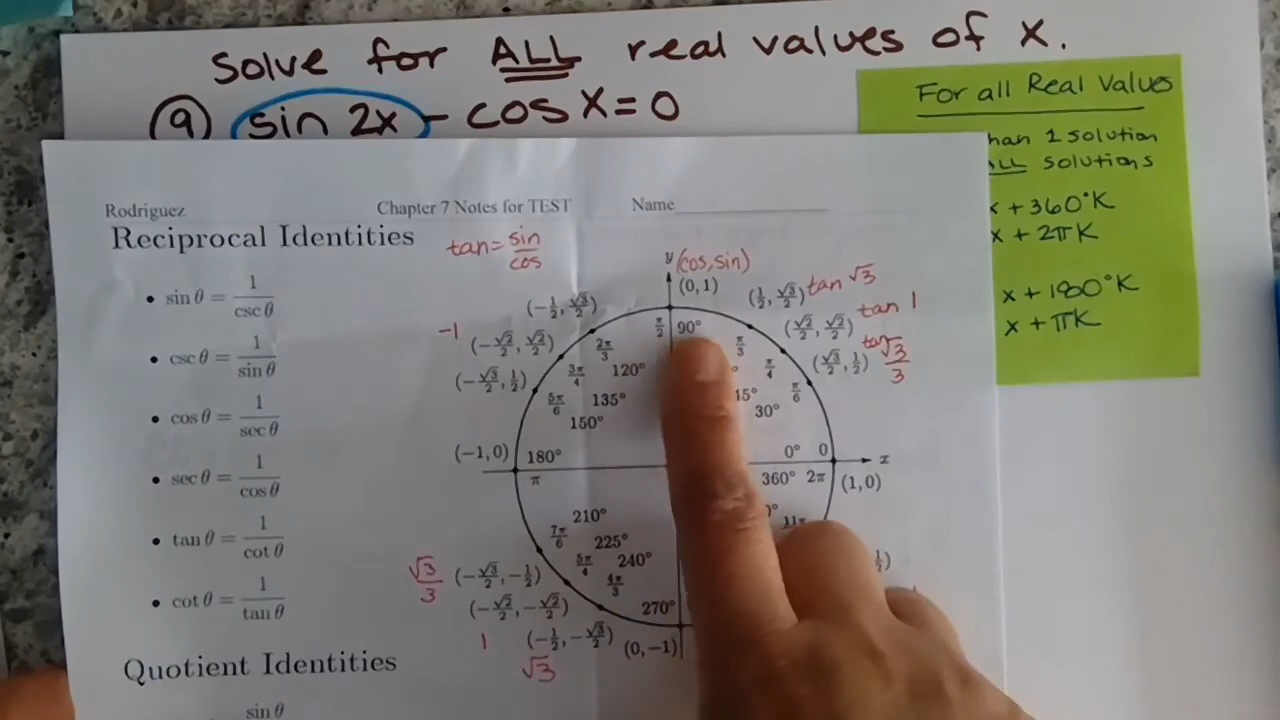 Solve for ALL real values of x.
(9) sin 2x - cos x = 0
For all Real Values
1 solution
ALL solutions
x + 360°K
x + 2πK
x + 180°K
x + πK
Rodriguez Chapter 7 Notes for TEST Name
Reciprocal Identities
• sin θ = 1/csc θ
• csc θ = 1/sin θ
• cos θ = 1/sec θ
• sec θ = 1/cos θ
• tan θ = 1/cot θ
• cot θ = 1/tan θ
Quotient Identities
sin θ
tan = sin/cos
y (cos, sin)
(0, 1)
(-1/2, √3/2)
(1/2, √3/2) tan √3
-1 (-√2/2, √2/2)
(√2/2, √2/2) tan 1
(-√3/2, 1/2)
(√3/2, 1/2) tan √3/3
π/2 90°
2π/3 120°
π/3
3π/4 135°
π/4
5π/6 150°
π/6 30°
(-1, 0) 180° π
0° 0 x
360° 2π (1, 0)
7π/6 210°
5π/4 225°
4π/3 240°
√3/3 (-√3/2, -1/2)
(-√2/2, -√2/2)
1 (-1/2, -√3/2)
√3
270°
(0, -1)